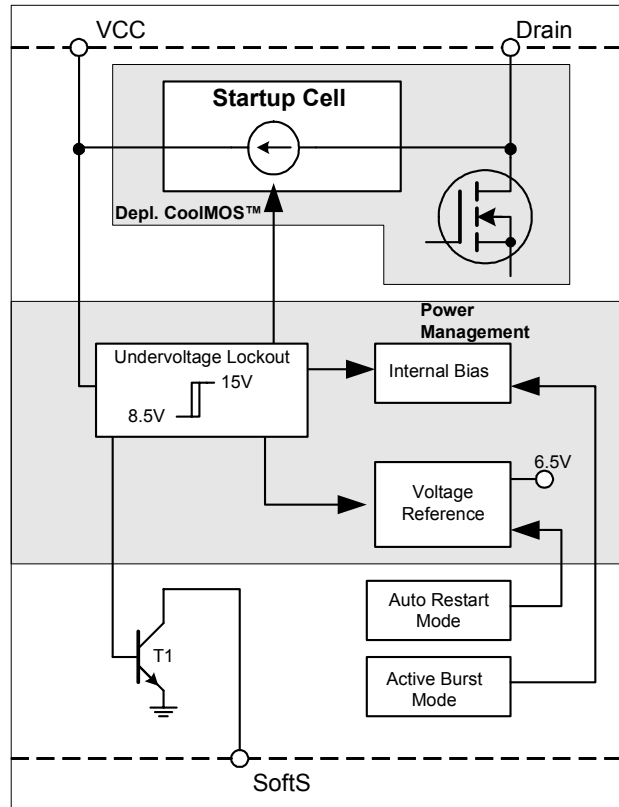 VCC
Drain
Startup Cell
Depl. CoolMOS™
Power
Management
Undervoltage Lockout
15V
8.5V
Internal Bias
6.5V
Voltage
Reference
Auto Restart
Mode
T1
Active Burst
Mode
SoftS